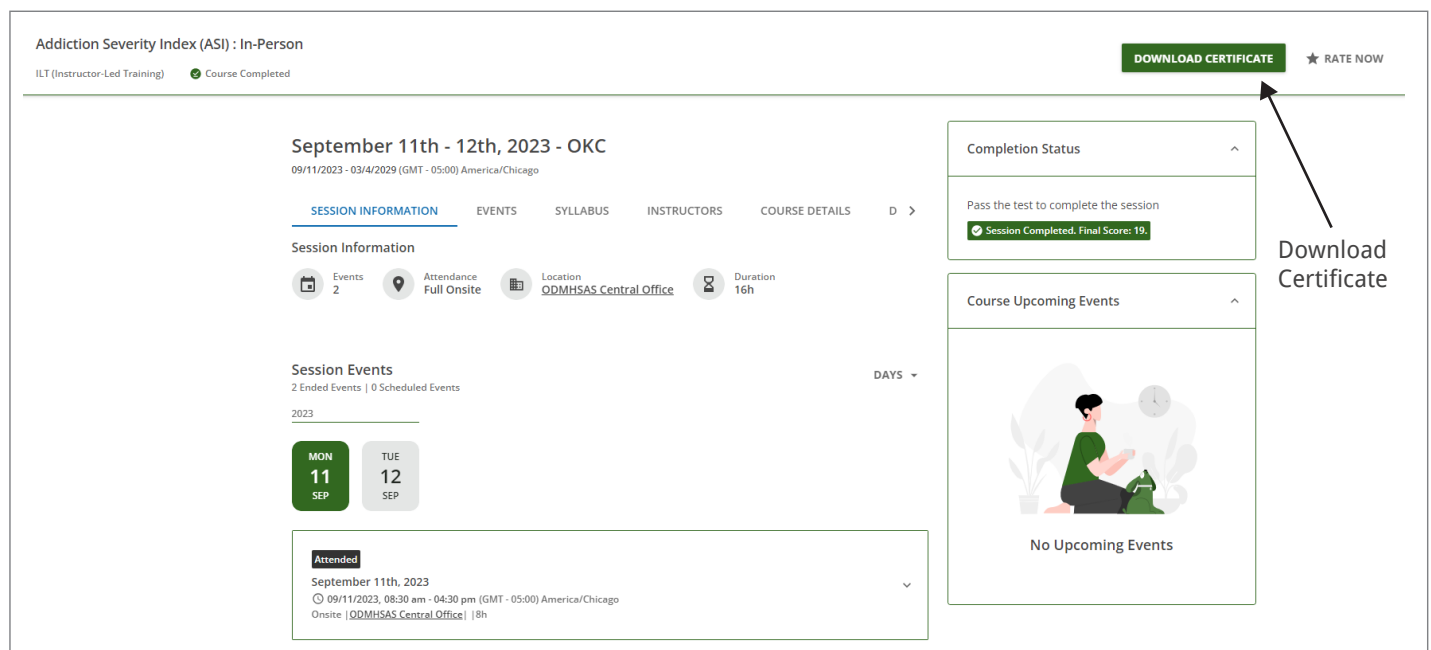 Addiction Severity Index (ASI) : In-Person
ILT (Instructor-Led Training) Course Completed
DOWNLOAD CERTIFICATE RATE NOW
September 11th - 12th, 2023 - OKC
09/11/2023 - 03/4/2029 (GMT - 05:00) America/Chicago
SESSION INFORMATION EVENTS SYLLABUS INSTRUCTORS COURSE DETAILS D
Session Information
Events
2
Attendance
Full Onsite
Location
ODMHSAS Central Office
Duration
16h
Session Events
2 Ended Events | 0 Scheduled Events
DAYS
2023
MON
11
SEP
TUE
12
SEP
Attended
September 11th, 2023
09/11/2023, 08:30 am - 04:30 pm (GMT - 05:00) America/Chicago
Onsite |ODMHSAS Central Office| |8h
Completion Status
Pass the test to complete the session
Session Completed. Final Score: 19.
Course Upcoming Events
No Upcoming Events
Download
Certificate